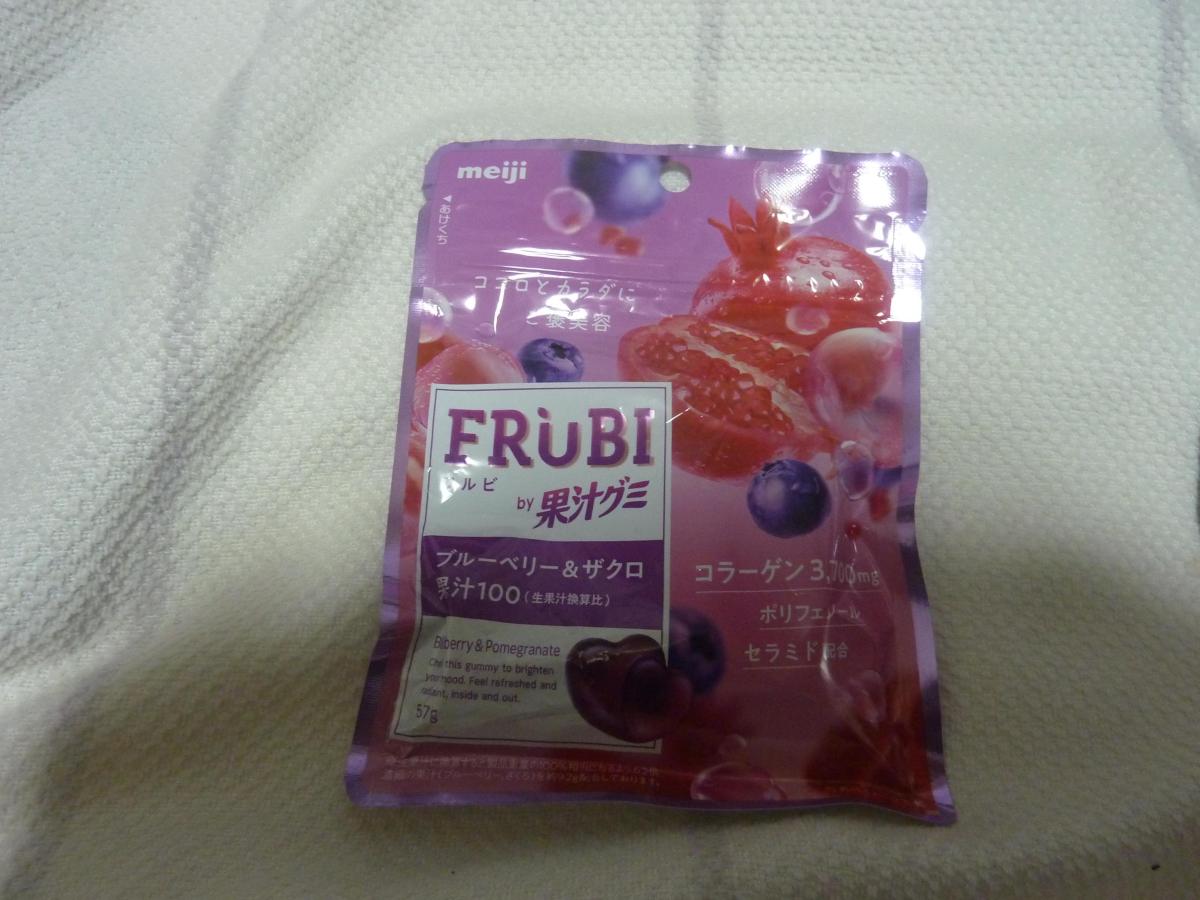 meiji
◀あけくち
ココロとカラダに
ご褒美容
FRùBI
ルビ
by 果汁グミ
ブルーベリー&ザクロ
果汁100(生果汁換算比)
コラーゲン 3,700mg
ポリフェノール
セラミド配合
Bilberry & Pomegranate
this gummy to brighten
mood. Feel refreshed and
radiant, inside and out.
57g